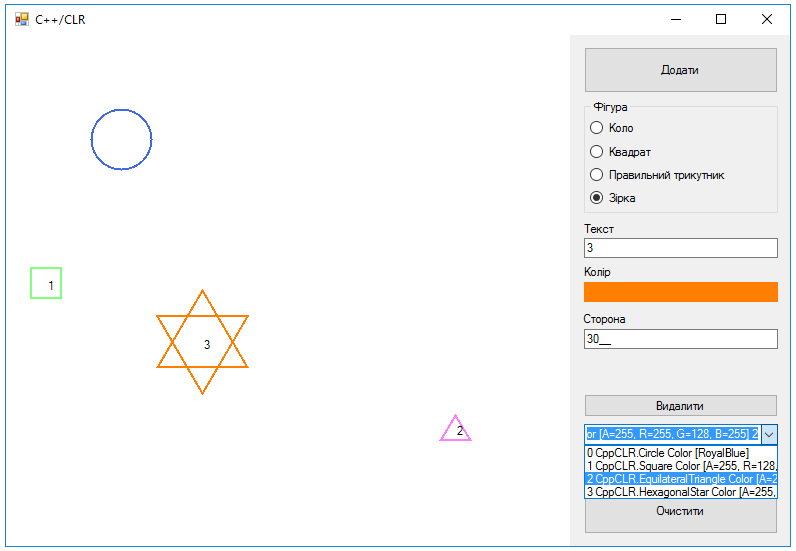 C++/CLR
Додати
Фігура
Коло
Квадрат
Правильний трикутник
Зірка
Текст
3
Колір
Сторона
30__
Видалити
or [A=255, R=255, G=128, B=255] 2
0 CppCLR.Circle Color [RoyalBlue]
1 CppCLR.Square Color [A=255, R=128,
2 CppCLR.EquilateralTriangle Color [A=2
3 CppCLR.HexagonalStar Color [A=255,
Очистити
1
3
2